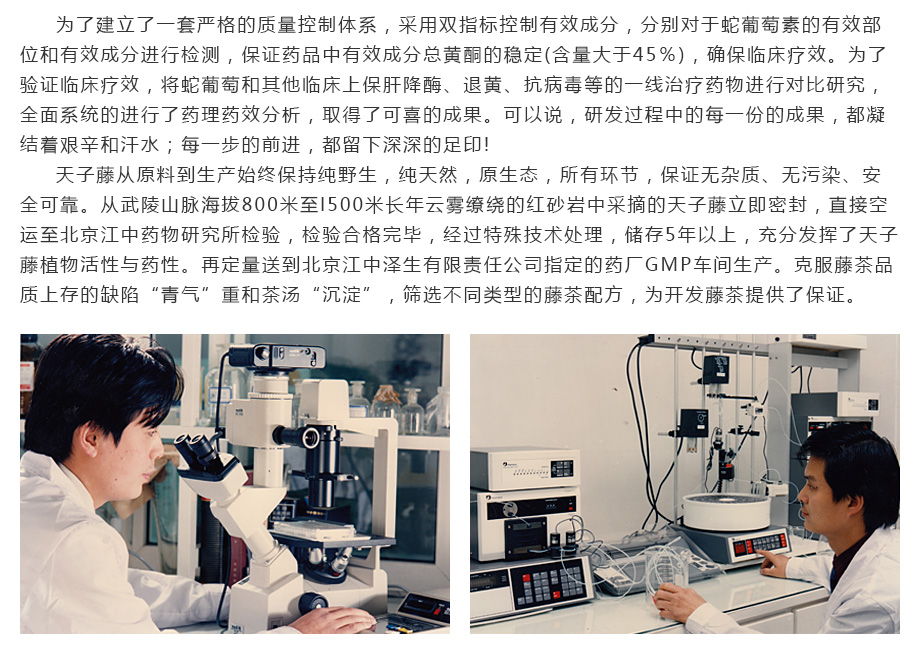 为了建立了一套严格的质量控制体系，采用双指标控制有效成分，分别对于蛇葡萄素的有效部
位和有效成分进行检测，保证药品中有效成分总黄酮的稳定(含量大于45%)，确保临床疗效。为了
验证临床疗效，将蛇葡萄和其他临床上保肝降酶、退黄、抗病毒等的一线治疗药物进行对比研究，
全面系统的进行了药理药效分析，取得了可喜的成果。可以说，研发过程中的每一份的成果，都凝
结着艰辛和汗水；每一步的前进，都留下深深的足印!
天子藤从原料到生产始终保持纯野生，纯天然，原生态，所有环节，保证无杂质、无污染、安
全可靠。从武陵山脉海拔800米至l500米长年云雾缭绕的红砂岩中采摘的天子藤立即密封，直接空
运至北京江中药物研究所检验，检验合格完毕，经过特殊技术处理，储存5年以上，充分发挥了天子
藤植物活性与药性。再定量送到北京江中泽生有限责任公司指定的药厂GMP车间生产。克服藤茶品
质上存的缺陷“青气”重和茶汤“沉淀”，筛选不同类型的藤茶配方，为开发藤茶提供了保证。